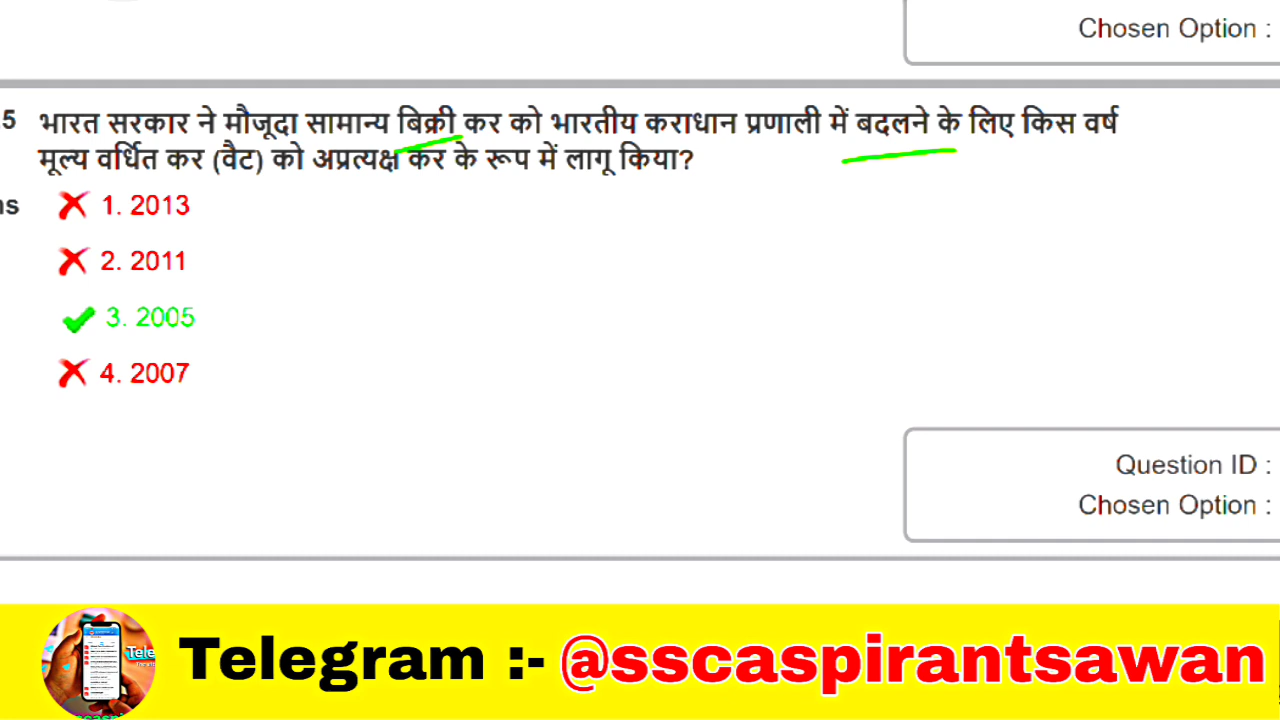 Chosen Option :
5 भारत सरकार ने मौजूदा सामान्य बिक्री कर को भारतीय कराधान प्रणाली में बदलने के लिए किस वर्ष
मूल्य वर्धित कर (वैट) को अप्रत्यक्ष कर के रूप में लागू किया?
ns 1. 2013
2. 2011
3. 2005
4. 2007
Question ID :
Chosen Option :
Telegram :- @sscaspirantsawan